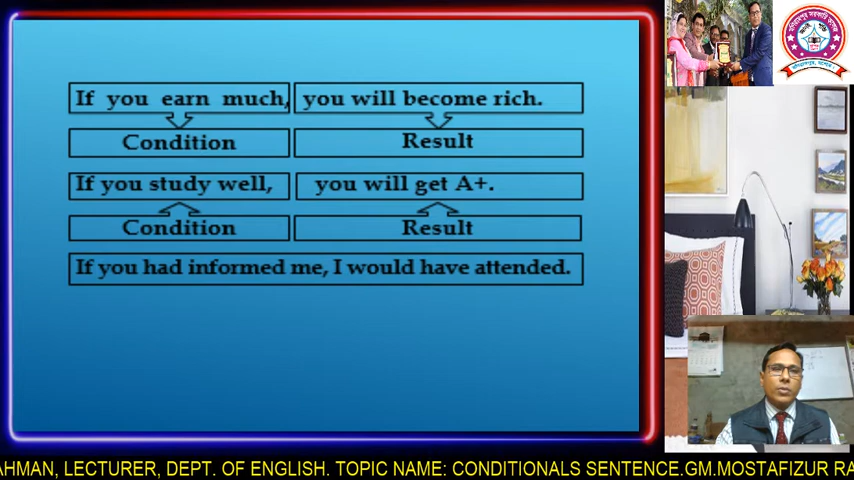 If you earn much, you will become rich.
Condition Result
If you study well, you will get A+.
Condition Result
If you had informed me, I would have attended.
AHMAN, LECTURER, DEPT. OF ENGLISH. TOPIC NAME: CONDITIONALS SENTENCE.GM.MOSTAFIZUR RA